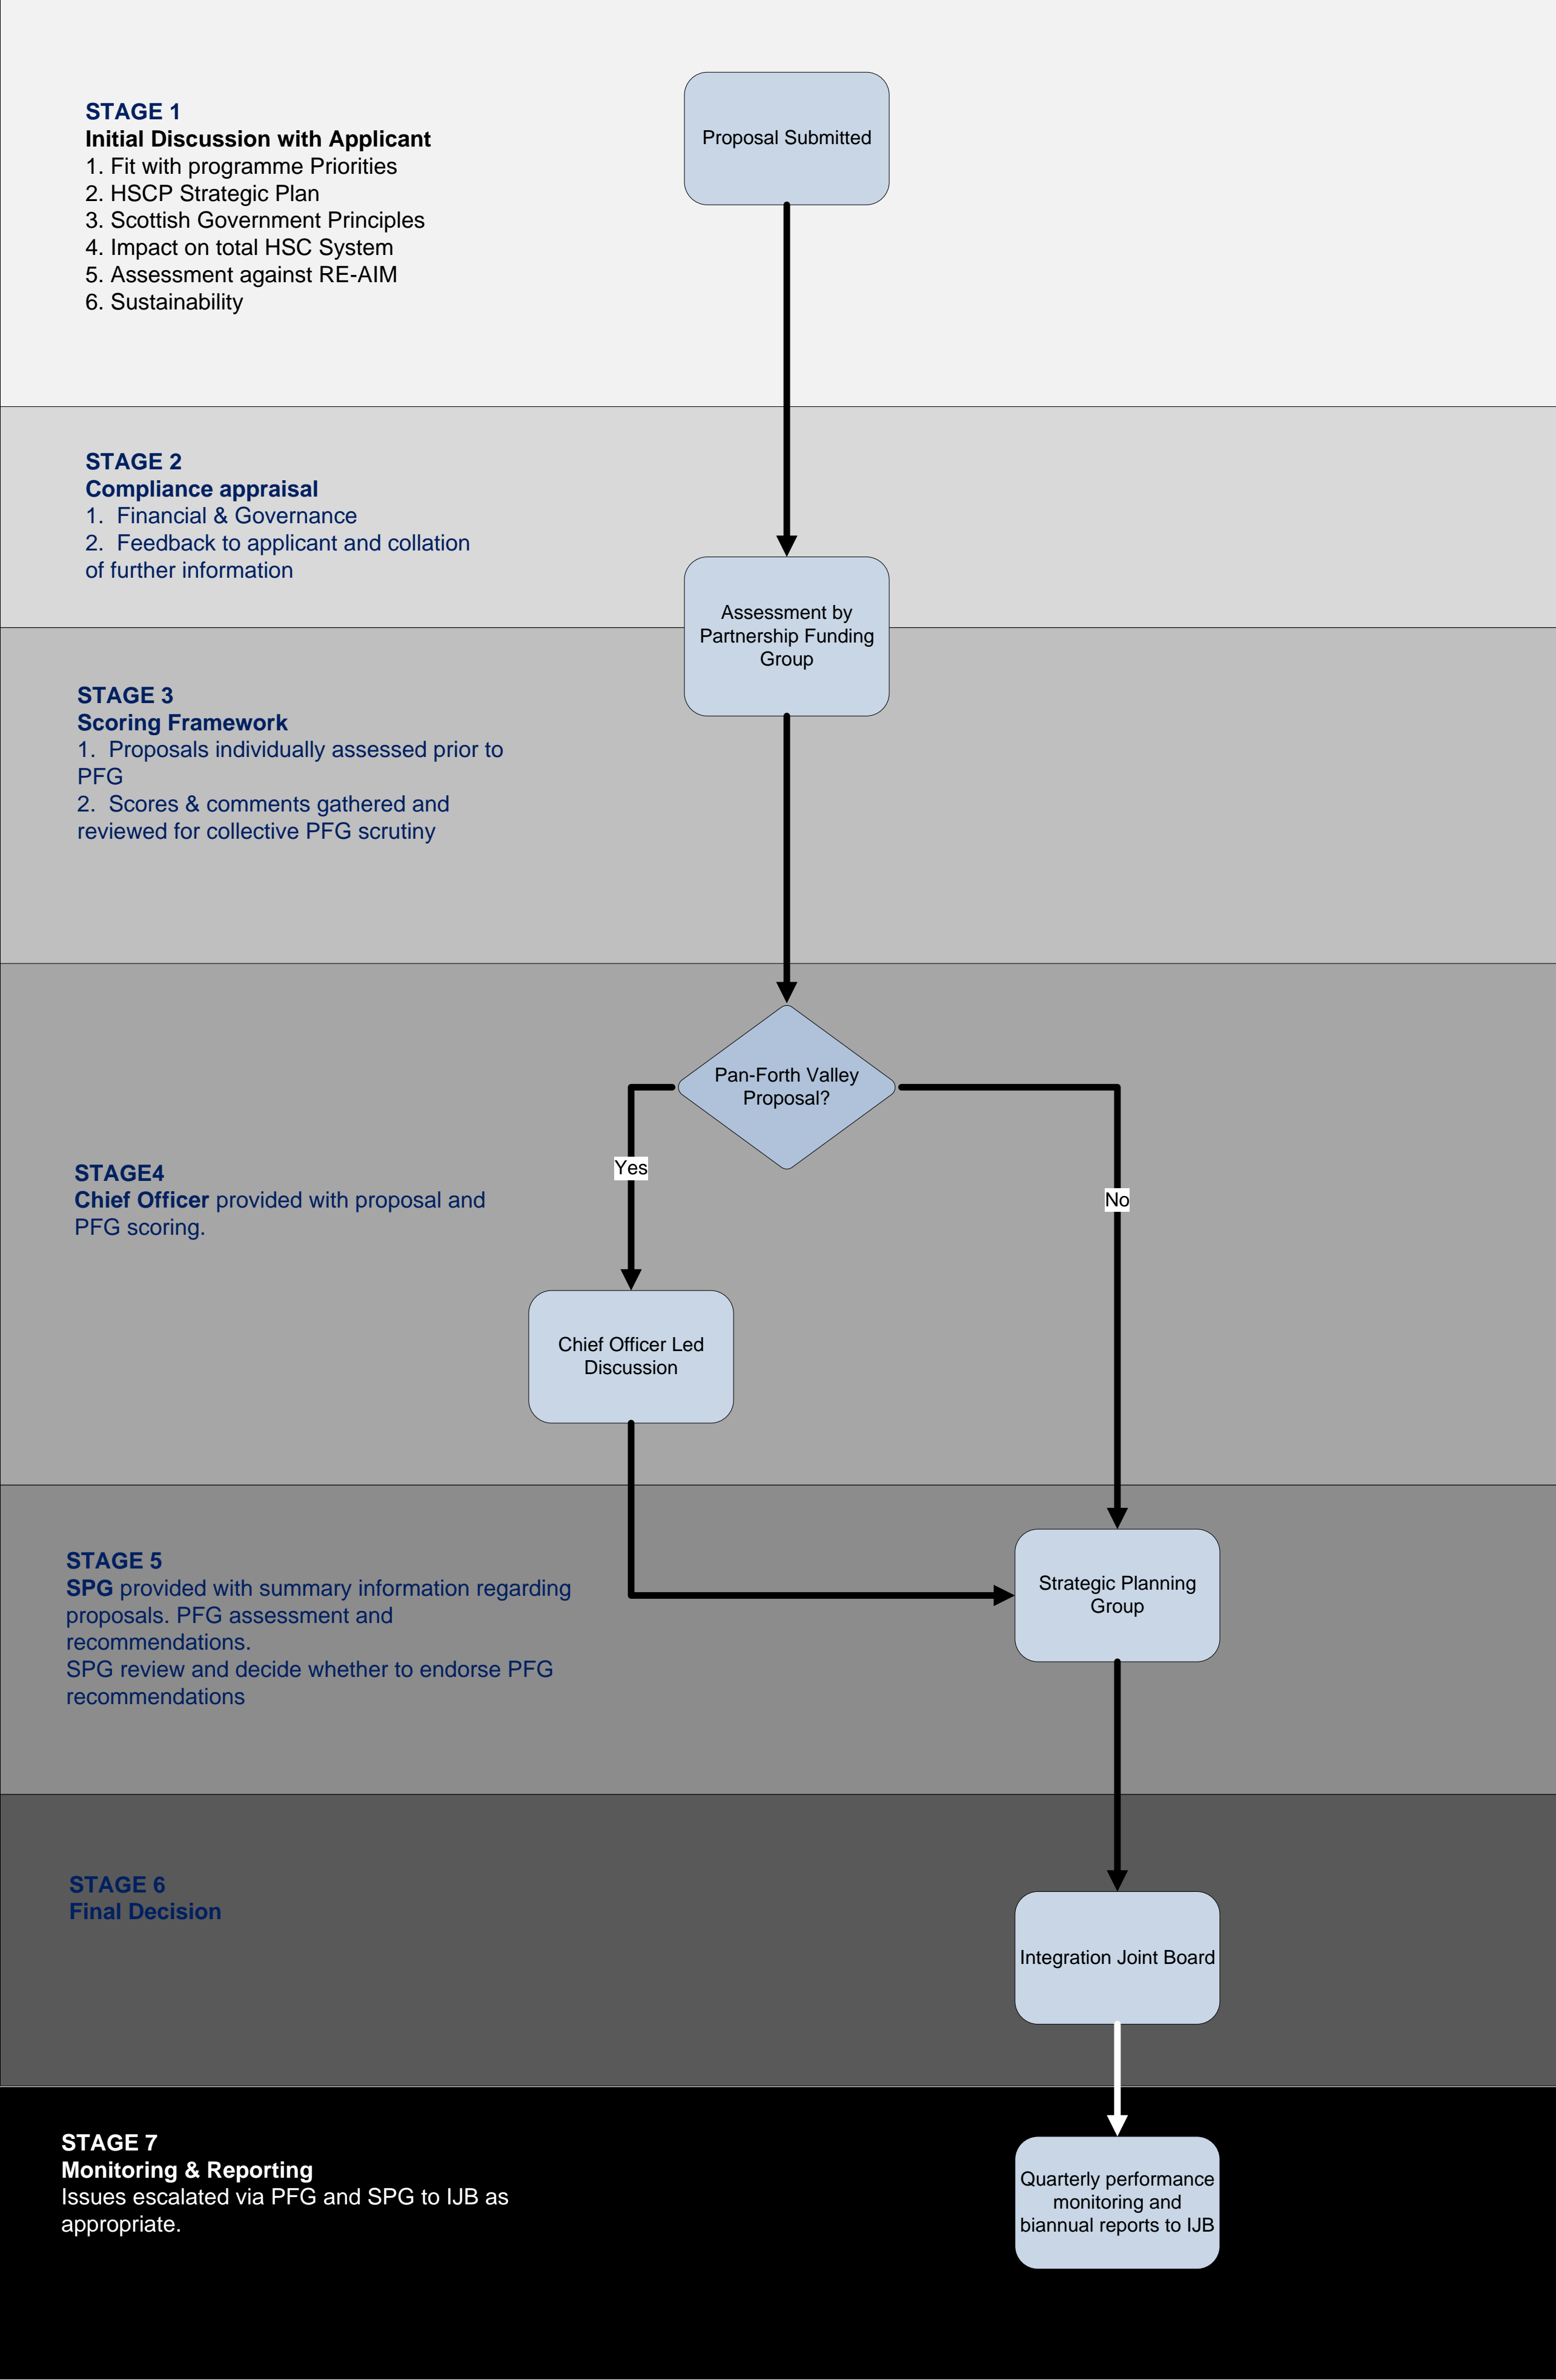 STAGE 1
Initial Discussion with Applicant
1. Fit with programme Priorities
2. HSCP Strategic Plan
3. Scottish Government Principles
4. Impact on total HSC System
5. Assessment against RE-AIM
6. Sustainability
Proposal Submitted
STAGE 2
Compliance appraisal
1.  Financial & Governance
2.  Feedback to applicant and collation
of further information
Assessment by
Partnership Funding
Group
STAGE 3
Scoring Framework
1.  Proposals individually assessed prior to
PFG
2.  Scores & comments gathered and
reviewed for collective PFG scrutiny
Pan-Forth Valley
Proposal?
Yes
No
STAGE4
Chief Officer provided with proposal and
PFG scoring.
Chief Officer Led
Discussion
STAGE 5
SPG provided with summary information regarding
proposals. PFG assessment and
recommendations.
SPG review and decide whether to endorse PFG
recommendations
Strategic Planning
Group
STAGE 6
Final Decision
Integration Joint Board
STAGE 7
Monitoring & Reporting
Issues escalated via PFG and SPG to IJB as
appropriate.
Quarterly performance
monitoring and
biannual reports to IJB